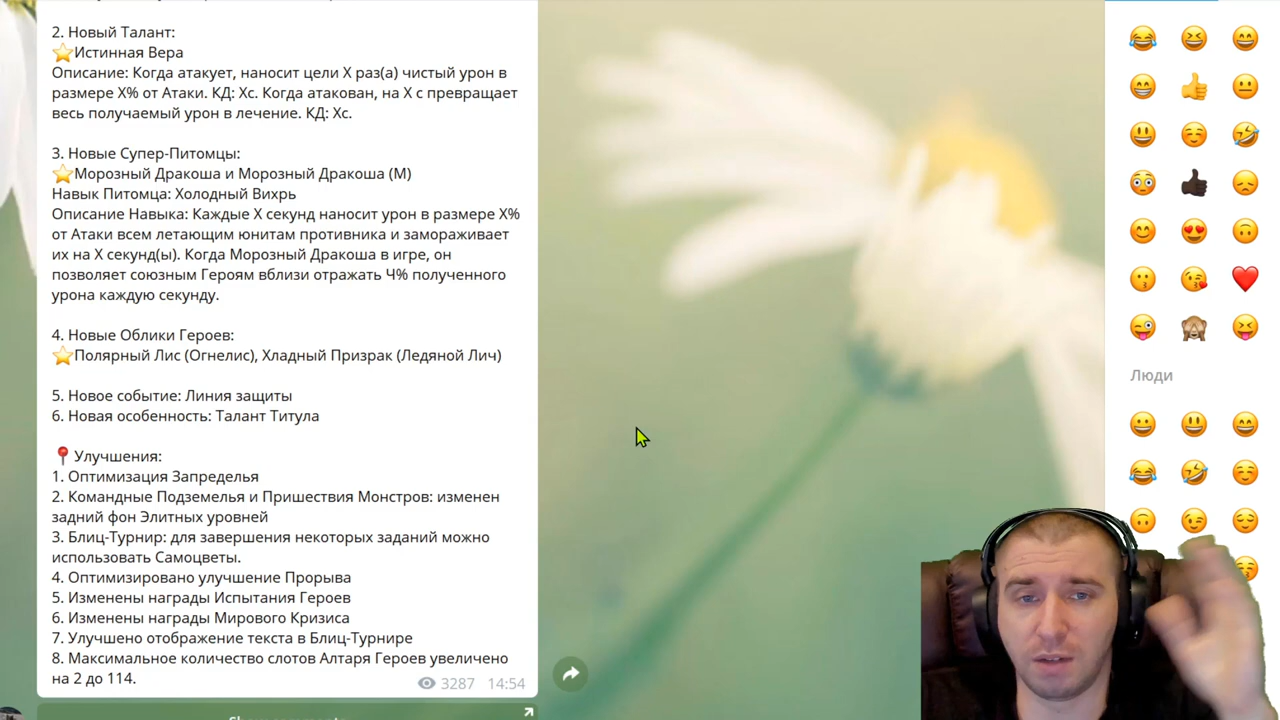 2. Новый Талант:
⭐Истинная Вера
Описание: Когда атакует, наносит цели X раз(а) чистый урон в
размере X% от Атаки. КД: Xс. Когда атакован, на X с превращает
весь получаемый урон в лечение. КД: Xс.
3. Новые Супер-Питомцы:
⭐Морозный Дракоша и Морозный Дракоша (М)
Навык Питомца: Холодный Вихрь
Описание Навыка: Каждые X секунд наносит урон в размере X%
от Атаки всем летающим юнитам противника и замораживает
их на X секунд(ы). Когда Морозный Дракоша в игре, он
позволяет союзным Героям вблизи отражать Ч% полученного
урона каждую секунду.
4. Новые Облики Героев:
⭐Полярный Лис (Огнелис), Хладный Призрак (Ледяной Лич)
5. Новое событие: Линия защиты
6. Новая особенность: Талант Титула
📍Улучшения:
1. Оптимизация Запределья
2. Командные Подземелья и Пришествия Монстров: изменен
задний фон Элитных уровней
3. Блиц-Турнир: для завершения некоторых заданий можно
использовать Самоцветы.
4. Оптимизировано улучшение Прорыва
5. Изменены награды Испытания Героев
6. Изменены награды Мирового Кризиса
7. Улучшено отображение текста в Блиц-Турнире
8. Максимальное количество слотов Алтаря Героев увеличено
на 2 до 114.
3287 14:54
Люди